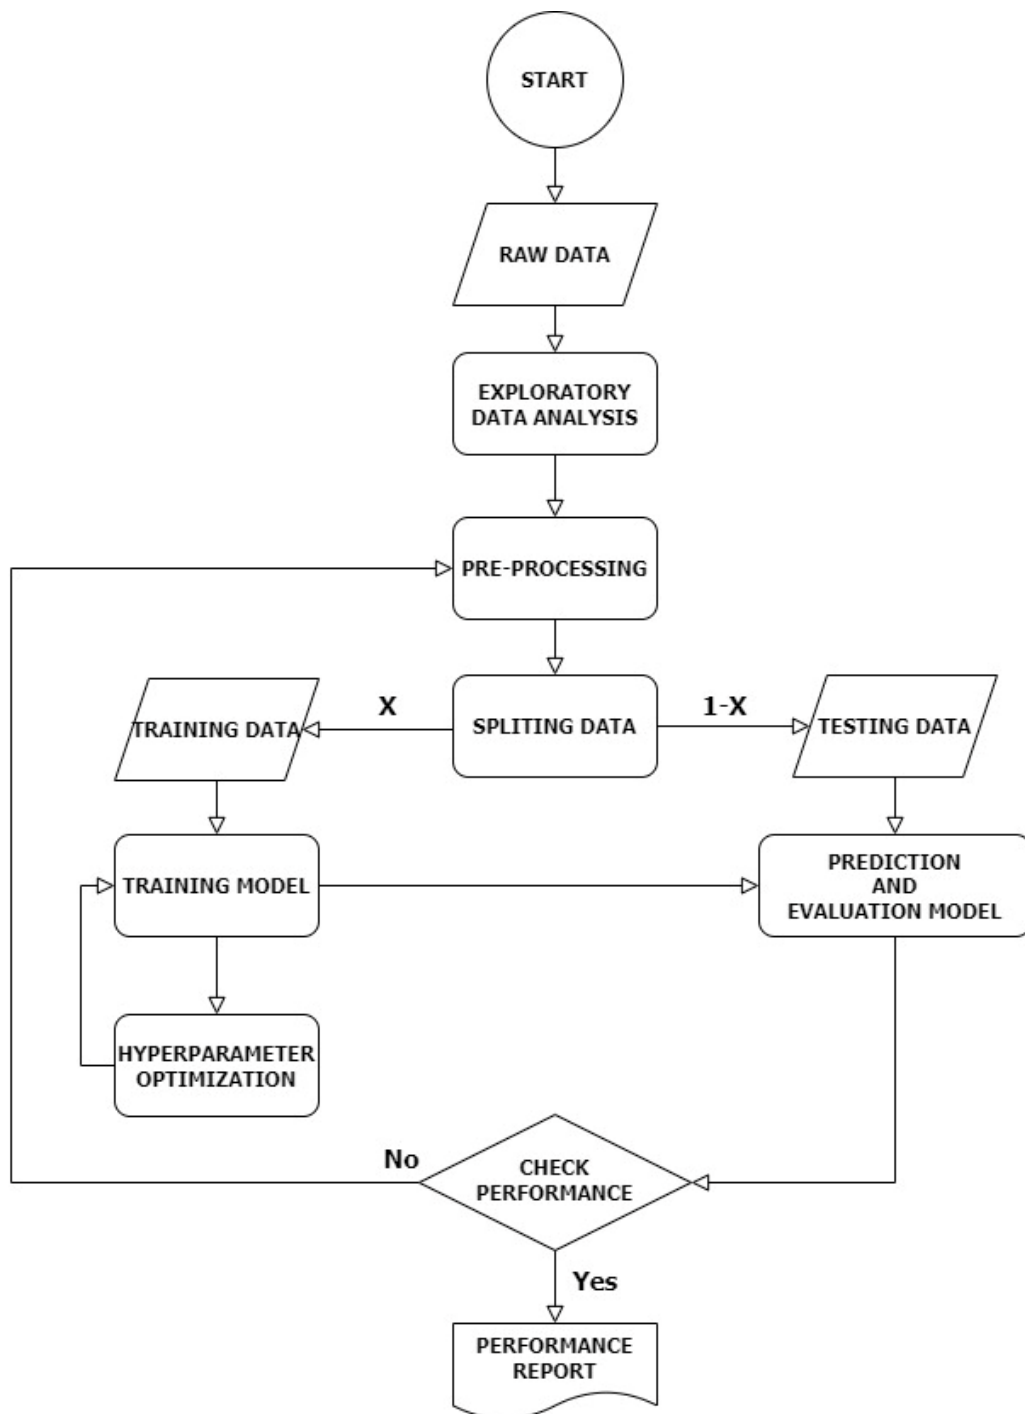 START
RAW DATA
EXPLORATORY
DATA ANALYSIS
PRE-PROCESSING
X
1-X
TRAINING DATA
SPLITING DATA
TESTING DATA
TRAINING MODEL
PREDICTION
AND
EVALUATION MODEL
HYPERPARAMETER
OPTIMIZATION
No
CHECK
PERFORMANCE
Yes
PERFORMANCE
REPORT